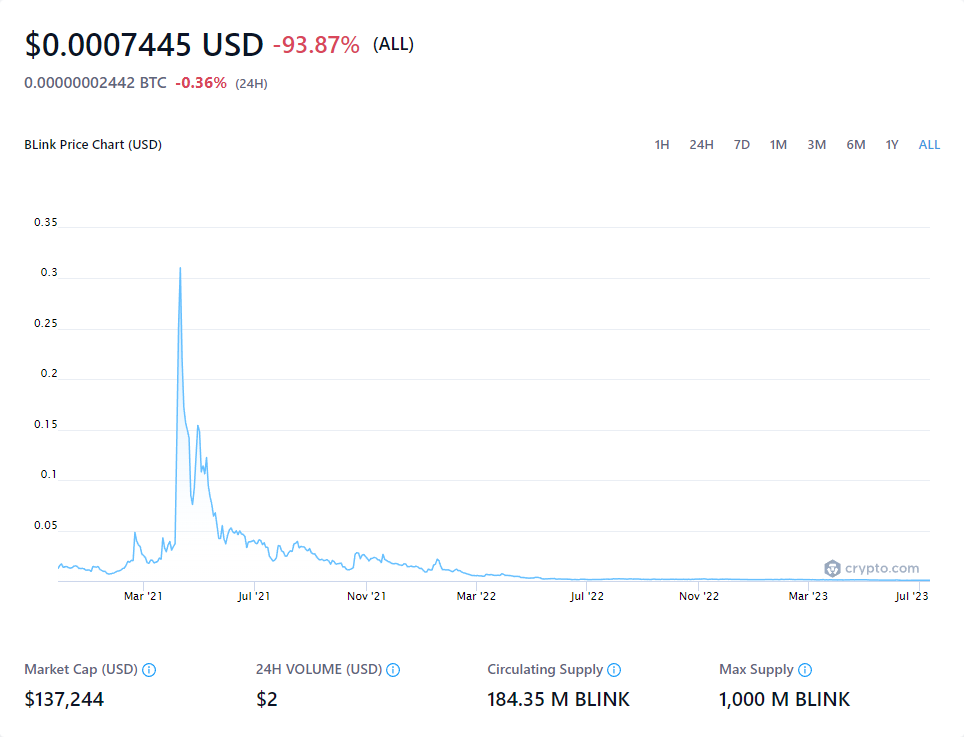 $0.0007445 USD -93.87% (ALL)
0.00000002442 BTC -0.36% (24H)
BLink Price Chart (USD) 1H 24H 7D 1M 3M 6M 1Y ALL
0.35
0.3
0.25
0.2
0.15
0.1
0.05
crypto.com
Mar '21 Jul '21 Nov '21 Mar '22 Jul '22 Nov '22 Mar '23 Jul '23
Market Cap (USD) 24H VOLUME (USD) Circulating Supply Max Supply
$137,244 $2 184.35 M BLINK 1,000 M BLINK